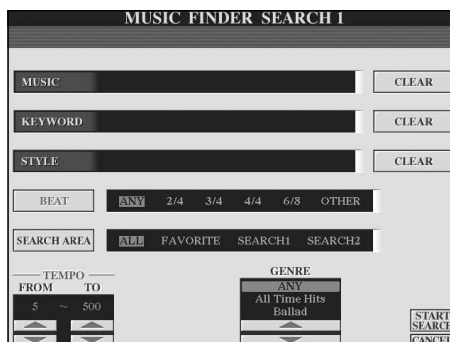 MUSIC FINDER SEARCH 1
MUSIC CLEAR
KEYWORD CLEAR
STYLE CLEAR
BEAT ANY 2/4 3/4 4/4 6/8 OTHER
SEARCH AREA ALL FAVORITE SEARCH1 SEARCH2
TEMPO
FROM TO
5 ~ 500
GENRE
ANY
All Time Hits
Ballad
START
SEARCH
CANCEL